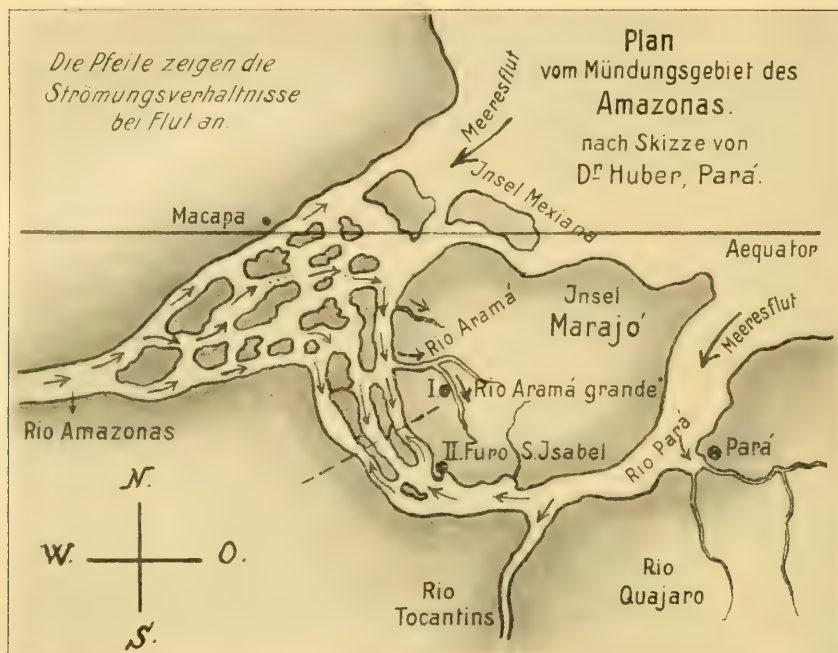 Die Pfeile zeigen die
Strömungsverhältnisse
bei Flut an.
Plan
vom Mündungsgebiet des
Amazonas.
nach Skizze von
Dr Huber, Pará.
Meeresflut
Jnsel Mexiana
Macapa
Aequator
Jnsel
Marajó
Rio Aramá
Meeresflut
I.
Rio Aramá grande
Rio Amazonas
II. Furo S. Jsabel
Rio Pará
Pará
N.
W. O.
S.
Rio
Tocantins
Rio
Quajaro